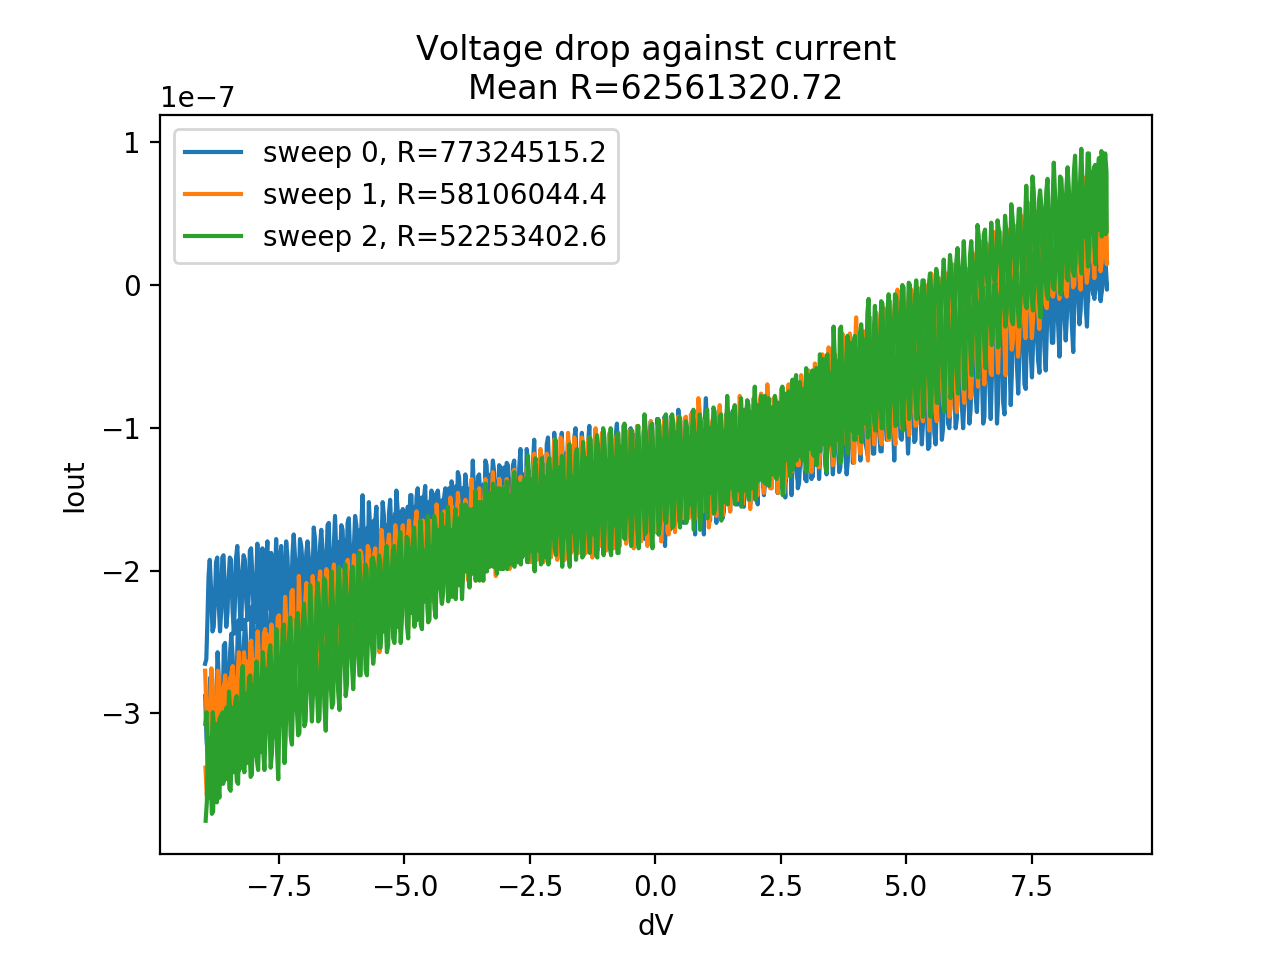 Voltage drop against current
Mean R=62561320.72
1e−7
sweep 0, R=77324515.2
sweep 1, R=58106044.4
sweep 2, R=52253402.6
1
0
−1
−2
−3
Iout
−7.5 −5.0 −2.5 0.0 2.5 5.0 7.5
dV